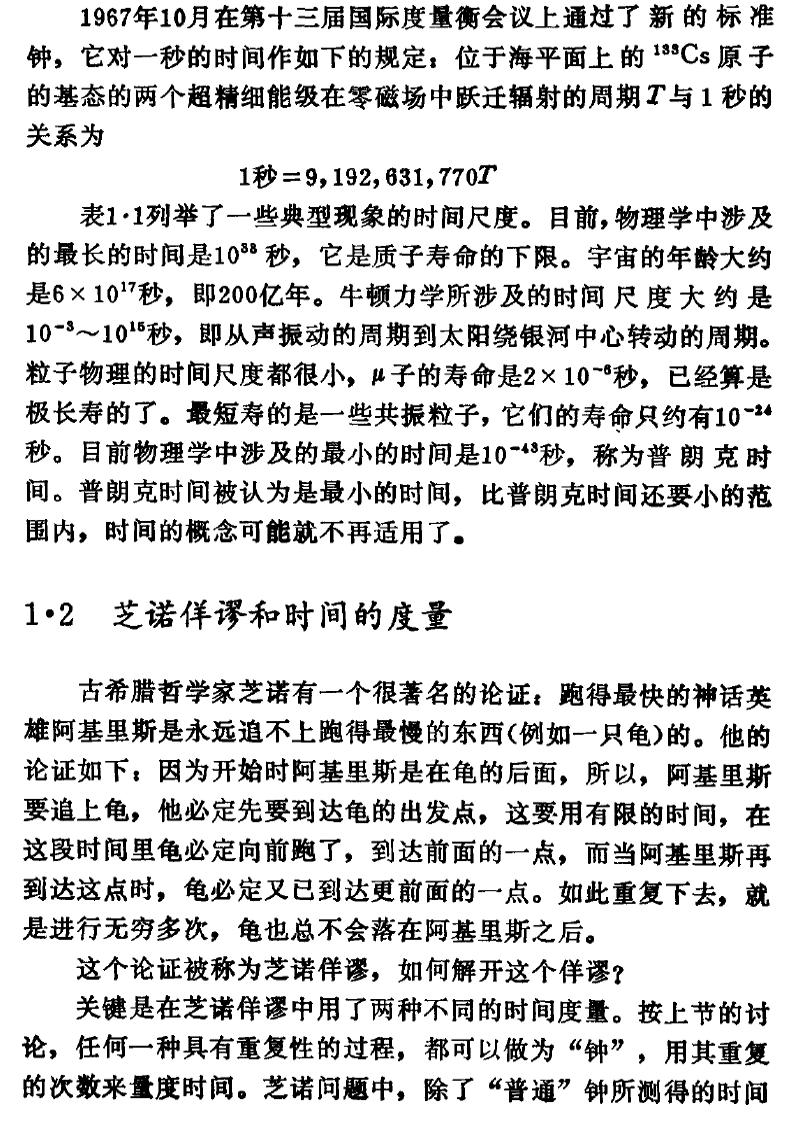 1967年10月在第十三届国际度量衡会议上通过了新的标准
钟，它对一秒的时间作如下的规定：位于海平面上的¹³³Cs原子
的基态的两个超精细能级在零磁场中跃迁辐射的周期T与1秒的
关系为
1秒=9,192,631,770T
表1·1列举了一些典型现象的时间尺度。目前,物理学中涉及
的最长的时间是10³⁸秒，它是质子寿命的下限。宇宙的年龄大约
是6×10¹⁷秒，即200亿年。牛顿力学所涉及的时间尺度大约是
10⁻³～10¹⁵秒，即从声振动的周期到太阳绕银河中心转动的周期。
粒子物理的时间尺度都很小，μ子的寿命是2×10⁻⁶秒，已经算是
极长寿的了。最短寿的是一些共振粒子，它们的寿命只约有10⁻²⁴
秒。目前物理学中涉及的最小的时间是10⁻⁴³秒，称为普朗克时
间。普朗克时间被认为是最小的时间，比普朗克时间还要小的范
围内，时间的概念可能就不再适用了。
1·2 芝诺佯谬和时间的度量
古希腊哲学家芝诺有一个很著名的论证：跑得最快的神话英
雄阿基里斯是永远追不上跑得最慢的东西(例如一只龟)的。他的
论证如下：因为开始时阿基里斯是在龟的后面，所以，阿基里斯
要追上龟，他必定先要到达龟的出发点，这要用有限的时间，在
这段时间里龟必定向前跑了，到达前面的一点，而当阿基里斯再
到达这点时，龟必定又已到达更前面的一点。如此重复下去，就
是进行无穷多次，龟也总不会落在阿基里斯之后。
这个论证被称为芝诺佯谬，如何解开这个佯谬?
关键是在芝诺佯谬中用了两种不同的时间度量。按上节的讨
论，任何一种具有重复性的过程，都可以做为“钟”，用其重复
的次数来量度时间。芝诺问题中，除了“普通”钟所测得的时间